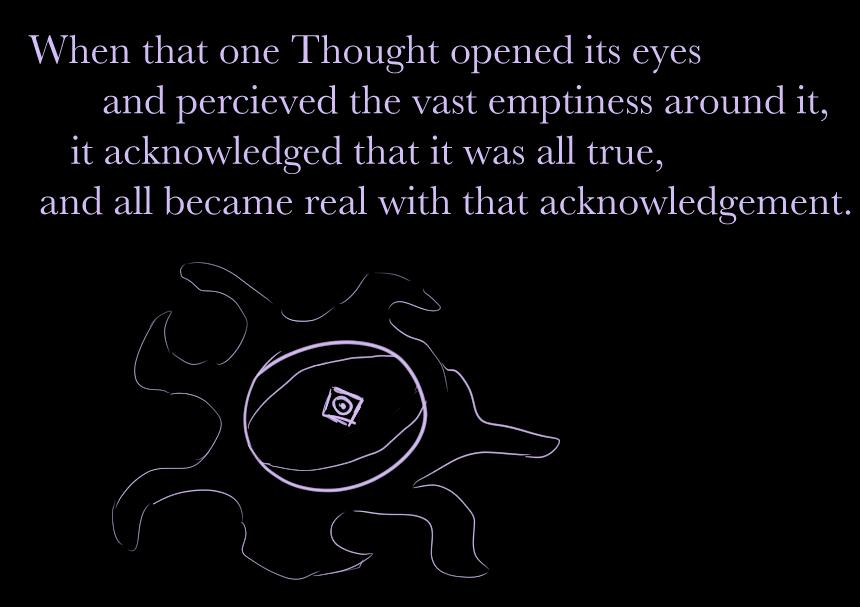 When that one Thought opened its eyes
and percieved the vast emptiness around it,
it acknowledged that it was all true,
and all became real with that acknowledgement.